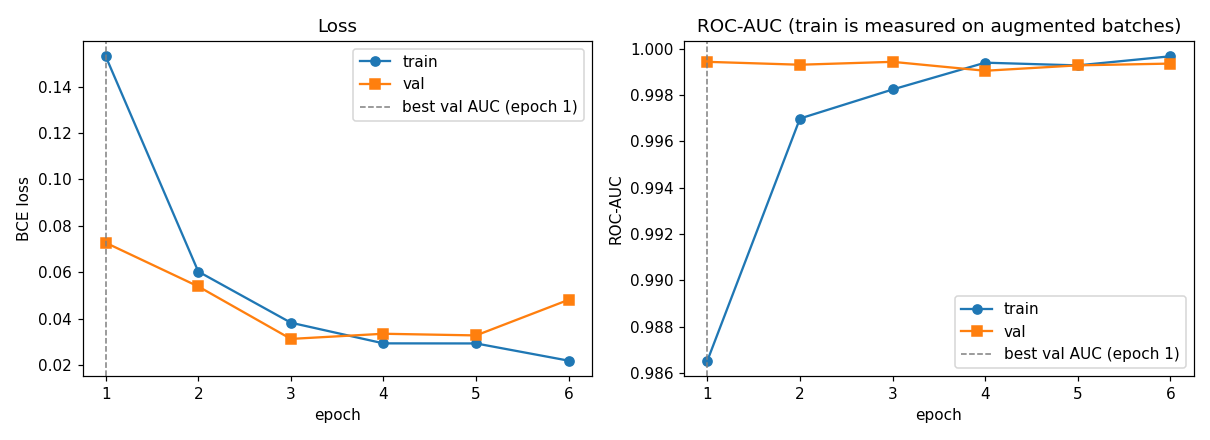 Loss
0.14
0.12
0.10
0.08
0.06
0.04
0.02
BCE loss
1 2 3 4 5 6
epoch
train
val
best val AUC (epoch 1)
ROC-AUC (train is measured on augmented batches)
1.000
0.998
0.996
0.994
0.992
0.990
0.988
0.986
ROC-AUC
1 2 3 4 5 6
epoch
train
val
best val AUC (epoch 1)